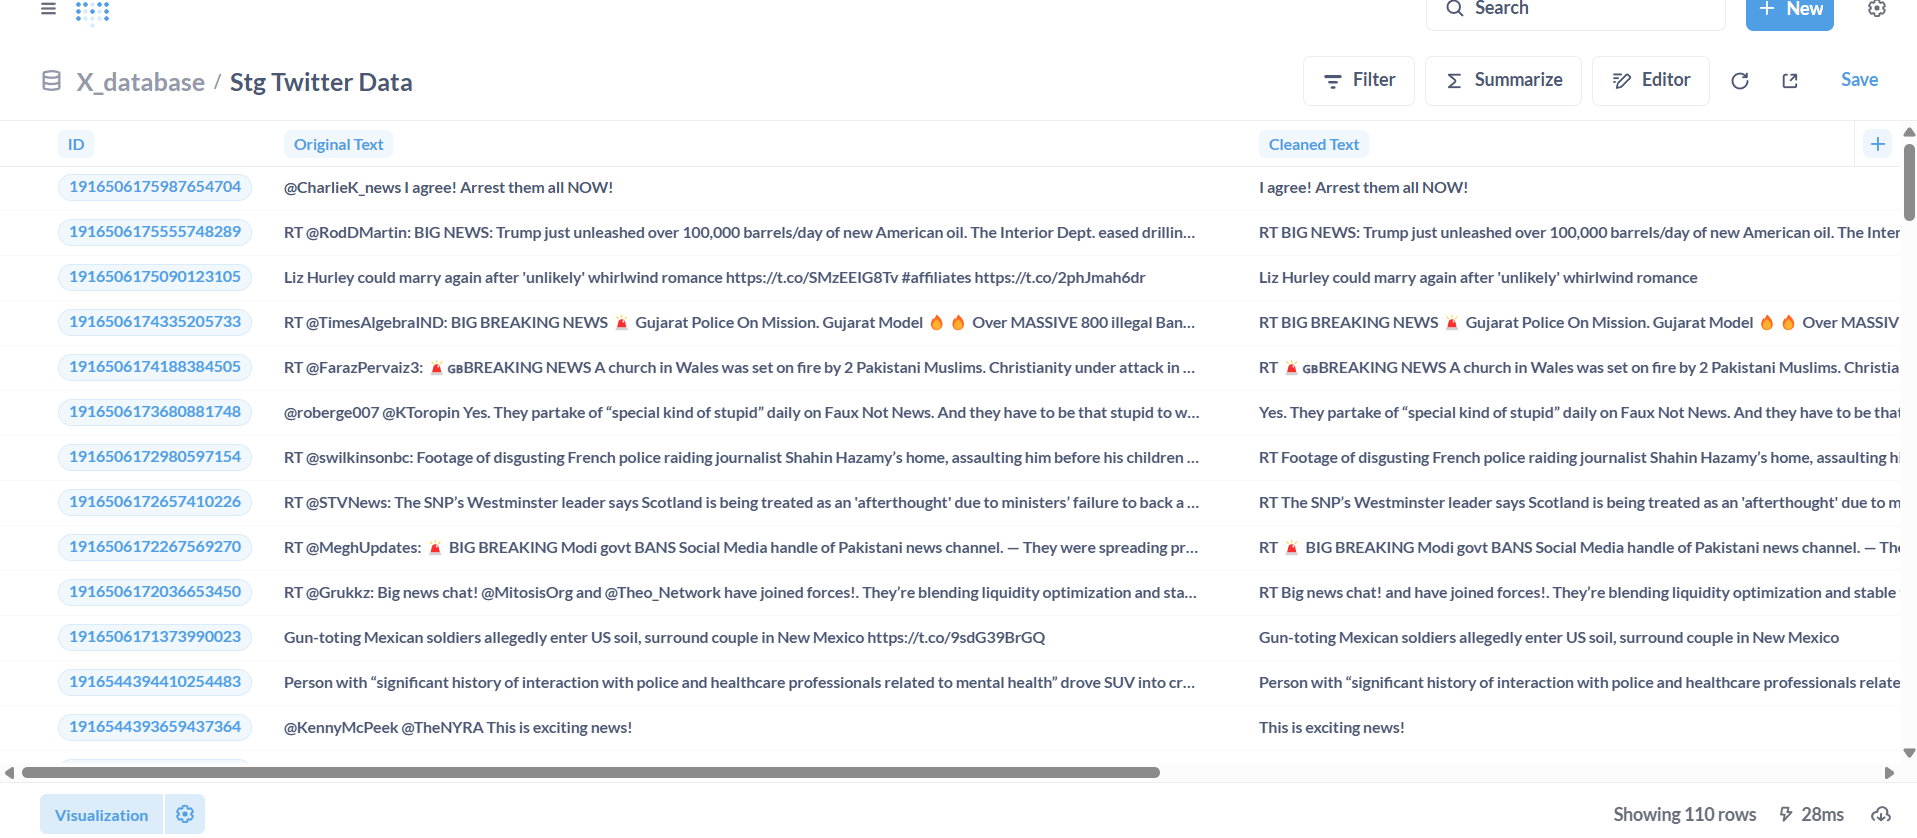 Search
+ New
X_database / Stg Twitter Data
Filter
Summarize
Editor
Save
ID Original Text Cleaned Text +
1916506175987654704 @CharlieK_news I agree! Arrest them all NOW! I agree! Arrest them all NOW!
1916506175555748289 RT @RodDMartin: BIG NEWS: Trump just unleashed over 100,000 barrels/day of new American oil. The Interior Dept. eased drillin... RT BIG NEWS: Trump just unleashed over 100,000 barrels/day of new American oil. The Inter
1916506175090123105 Liz Hurley could marry again after 'unlikely' whirlwind romance https://t.co/SMzEEIG8Tv #affiliates https://t.co/2phJmah6dr Liz Hurley could marry again after 'unlikely' whirlwind romance
1916506174335205733 RT @TimesAlgebraIND: BIG BREAKING NEWS 🚨 Gujarat Police On Mission. Gujarat Model 🔥 🔥 Over MASSIVE 800 illegal Ban... RT BIG BREAKING NEWS 🚨 Gujarat Police On Mission. Gujarat Model 🔥 🔥 Over MASSIV
1916506174188384505 RT @FarazPervaiz3: 🚨 GBBREAKING NEWS A church in Wales was set on fire by 2 Pakistani Muslims. Christianity under attack in ... RT 🚨 GBBREAKING NEWS A church in Wales was set on fire by 2 Pakistani Muslims. Christia
1916506173680881748 @roberge007 @KToropin Yes. They partake of “special kind of stupid” daily on Faux Not News. And they have to be that stupid to w... Yes. They partake of “special kind of stupid” daily on Faux Not News. And they have to be that
1916506172980597154 RT @swilkinsonbc: Footage of disgusting French police raiding journalist Shahin Hazamy’s home, assaulting him before his children ... RT Footage of disgusting French police raiding journalist Shahin Hazamy’s home, assaulting hi
1916506172657410226 RT @STVNews: The SNP’s Westminster leader says Scotland is being treated as an 'afterthought' due to ministers’ failure to back a ... RT The SNP’s Westminster leader says Scotland is being treated as an 'afterthought' due to m
1916506172267569270 RT @MeghUpdates: 🚨 BIG BREAKING Modi govt BANS Social Media handle of Pakistani news channel. — They were spreading pr... RT 🚨 BIG BREAKING Modi govt BANS Social Media handle of Pakistani news channel. — The
1916506172036653450 RT @Grukkz: Big news chat! @MitosisOrg and @Theo_Network have joined forces!. They’re blending liquidity optimization and sta... RT Big news chat! and have joined forces!. They’re blending liquidity optimization and stable
1916506171373990023 Gun-toting Mexican soldiers allegedly enter US soil, surround couple in New Mexico https://t.co/9sdG39BrGQ Gun-toting Mexican soldiers allegedly enter US soil, surround couple in New Mexico
1916544394410254483 Person with “significant history of interaction with police and healthcare professionals related to mental health” drove SUV into cr... Person with “significant history of interaction with police and healthcare professionals relate
1916544393659437364 @KennyMcPeek @TheNYRA This is exciting news! This is exciting news!
Visualization
Showing 110 rows
28ms